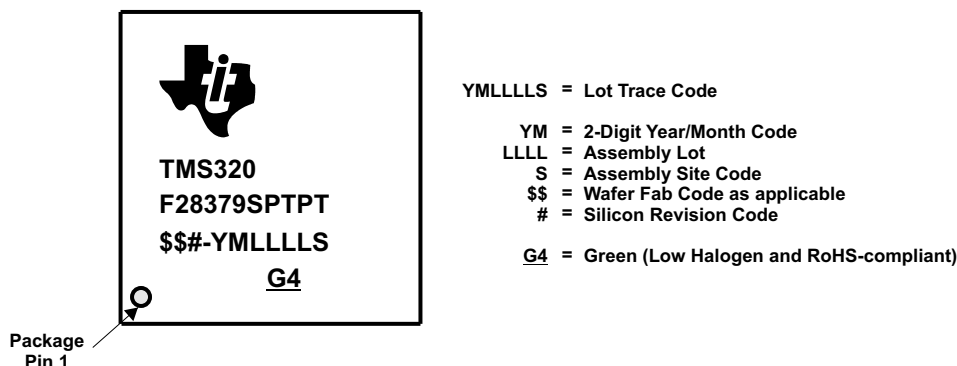 TMS320
F28379SPTPT
$$#-YMLLLLS
G4
Package
Pin 1
YMLLLLS = Lot Trace Code
YM = 2-Digit Year/Month Code
LLLL = Assembly Lot
S = Assembly Site Code
$$ = Wafer Fab Code as applicable
# = Silicon Revision Code
G4 = Green (Low Halogen and RoHS-compliant)